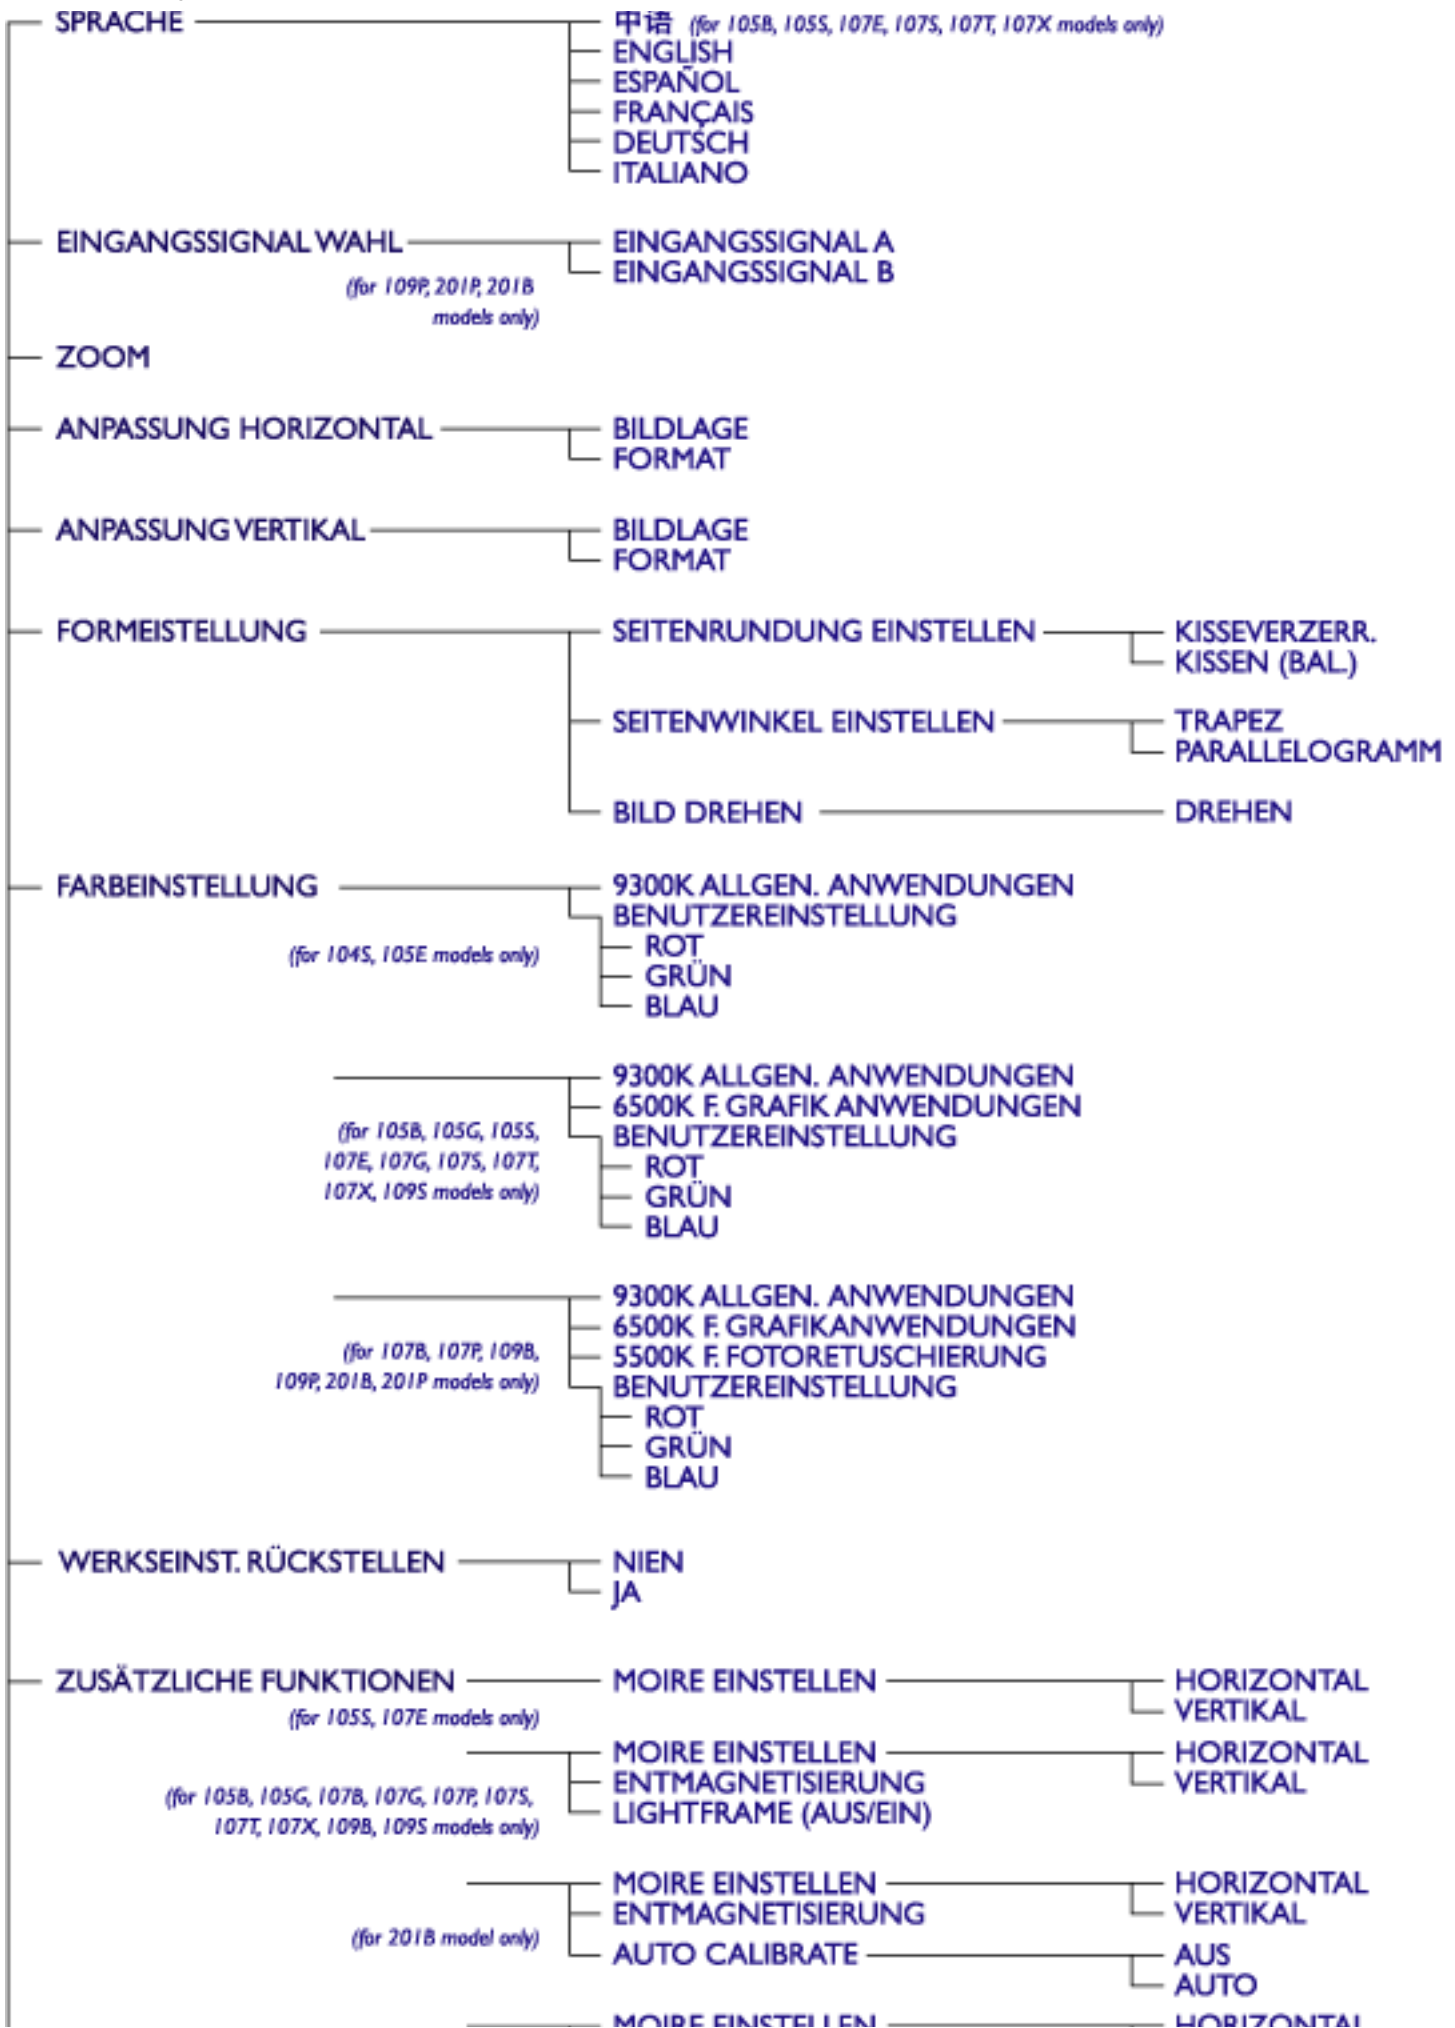 SPRACHE 中语 (for 105B, 105S, 107E, 107S, 107T, 107X models only)
ENGLISH
ESPAÑOL
FRANÇAIS
DEUTSCH
ITALIANO
EINGANGSSIGNAL WAHL EINGANGSSIGNAL A
EINGANGSSIGNAL B
(for 109P, 201P, 201B
models only)
ZOOM
ANPASSUNG HORIZONTAL BILDLAGE
FORMAT
ANPASSUNG VERTIKAL BILDLAGE
FORMAT
FORMEISTELLUNG SEITENRUNDUNG EINSTELLEN KISSEVERZERR.
KISSEN (BAL.)
SEITENWINKEL EINSTELLEN TRAPEZ
PARALLELOGRAMM
BILD DREHEN DREHEN
FARBEINSTELLUNG 9300K ALLGEN. ANWENDUNGEN
BENUTZEREINSTELLUNG
(for 104S, 105E models only) ROT
GRÜN
BLAU
9300K ALLGEN. ANWENDUNGEN
6500K F. GRAFIK ANWENDUNGEN
(for 105B, 105G, 105S, BENUTZEREINSTELLUNG
107E, 107G, 107S, 107T, ROT
107X, 109S models only) GRÜN
BLAU
9300K ALLGEN. ANWENDUNGEN
6500K F. GRAFIKANWENDUNGEN
(for 107B, 107P, 109B, 5500K F. FOTORETUSCHIERUNG
109P, 201B, 201P models only) BENUTZEREINSTELLUNG
ROT
GRÜN
BLAU
WERKSEINST. RÜCKSTELLEN NIEN
JA
ZUSÄTZLICHE FUNKTIONEN MOIRE EINSTELLEN HORIZONTAL
(for 105S, 107E models only) VERTIKAL
MOIRE EINSTELLEN HORIZONTAL
ENTMAGNETISIERUNG VERTIKAL
(for 105B, 105G, 107B, 107G, 107P, 107S, LIGHTFRAME (AUS/EIN)
107T, 107X, 109B, 109S models only)
MOIRE EINSTELLEN HORIZONTAL
ENTMAGNETISIERUNG VERTIKAL
(for 201B model only) AUTO CALIBRATE AUS
AUTO
MOIRE EINSTELLEN HORIZONTAL